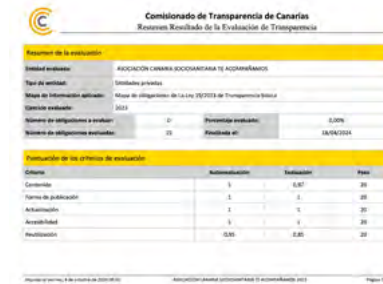 Comisionado de Transparencia de Canarias
Resumen Resultado de la Evaluación de Transparencia
Resumen de la evaluación
Entidad evaluada: ASOCIACIÓN CANARIA SOCIOSANITARIA TE ACOMPAÑAMOS
Tipo de entidad: Entidades privadas
Mapa de información aplicado: Mapa de obligaciones de La Ley 19/2013 de Transparencia básica
Ejercicio evaluado: 2023
Número de obligaciones a evaluar: 0 Porcentaje evaluado: 0,00%
Número de obligaciones evaluadas: Finalizada el: 18/04/2024
Puntuación de los criterios de evaluación
Criterio Autoevaluación Evaluación Peso
Contenido 1 0,97 20
Forma de publicación 1 1 20
Actualización 1 1 20
Accesibilidad 1 1 20
Reutilización 0,95 0,85 20
ASOCIACIÓN CANARIA SOCIOSANITARIA TE ACOMPAÑAMOS 2023